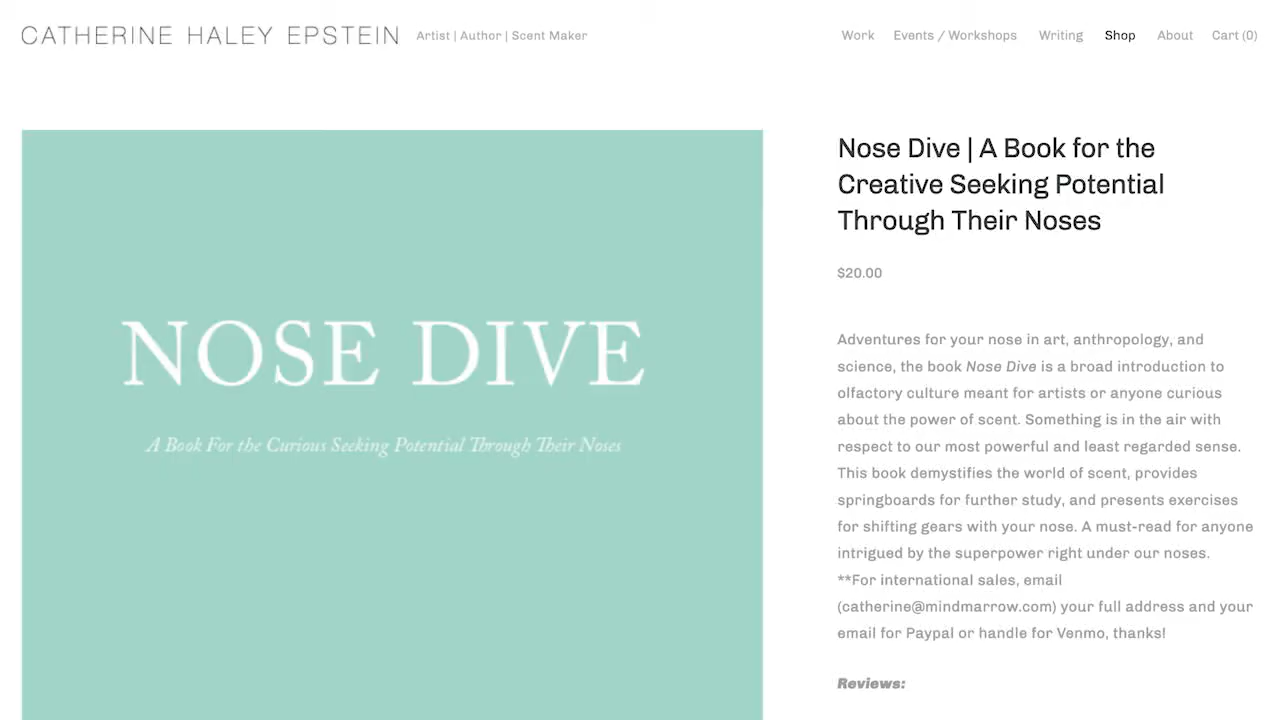 CATHERINE HALEY EPSTEIN
Artist | Author | Scent Maker
Work
Events / Workshops
Writing
Shop
About
Cart (0)
NOSE DIVE
A Book For the Curious Seeking Potential Through Their Noses
Nose Dive | A Book for the
Creative Seeking Potential
Through Their Noses
$20.00
Adventures for your nose in art, anthropology, and
science, the book Nose Dive is a broad introduction to
olfactory culture meant for artists or anyone curious
about the power of scent. Something is in the air with
respect to our most powerful and least regarded sense.
This book demystifies the world of scent, provides
springboards for further study, and presents exercises
for shifting gears with your nose. A must-read for anyone
intrigued by the superpower right under our noses.
**For international sales, email
(catherine@mindmarrow.com) your full address and your
email for Paypal or handle for Venmo, thanks!
Reviews: